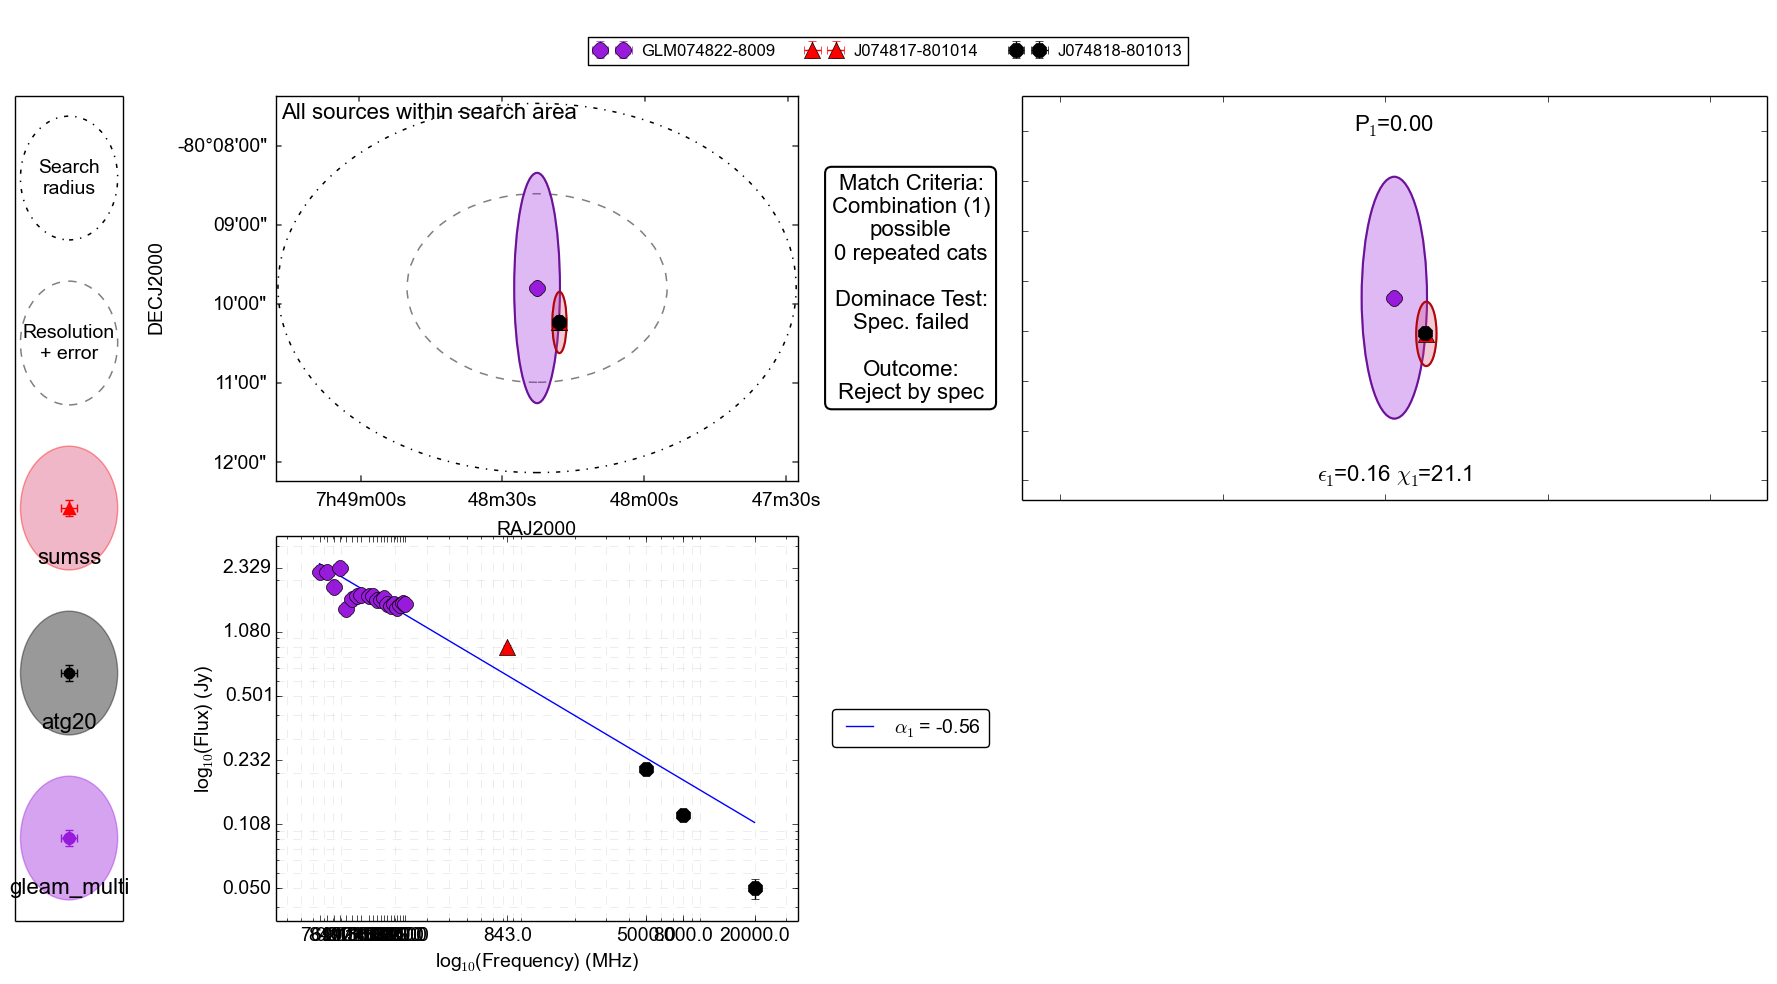 GLM074822-8009
J074817-801014
J074818-801013
Search
radius
Resolution
+ error
sumss
atg20
gleam_multi
All sources within search area
DECJ2000
-80°08'00"
09'00"
10'00"
11'00"
12'00"
7h49m00s
48m30s
48m00s
47m30s
RAJ2000
Match Criteria:
Combination (1)
possible
0 repeated cats
Dominace Test:
Spec. failed
Outcome:
Reject by spec
P₁=0.00
ϵ₁=0.16 χ₁=21.1
log₁₀(Flux) (Jy)
2.329
1.080
0.501
0.232
0.108
0.050
843.0
5000.0
8000.0
20000.0
log₁₀(Frequency) (MHz)
α₁ = -0.56